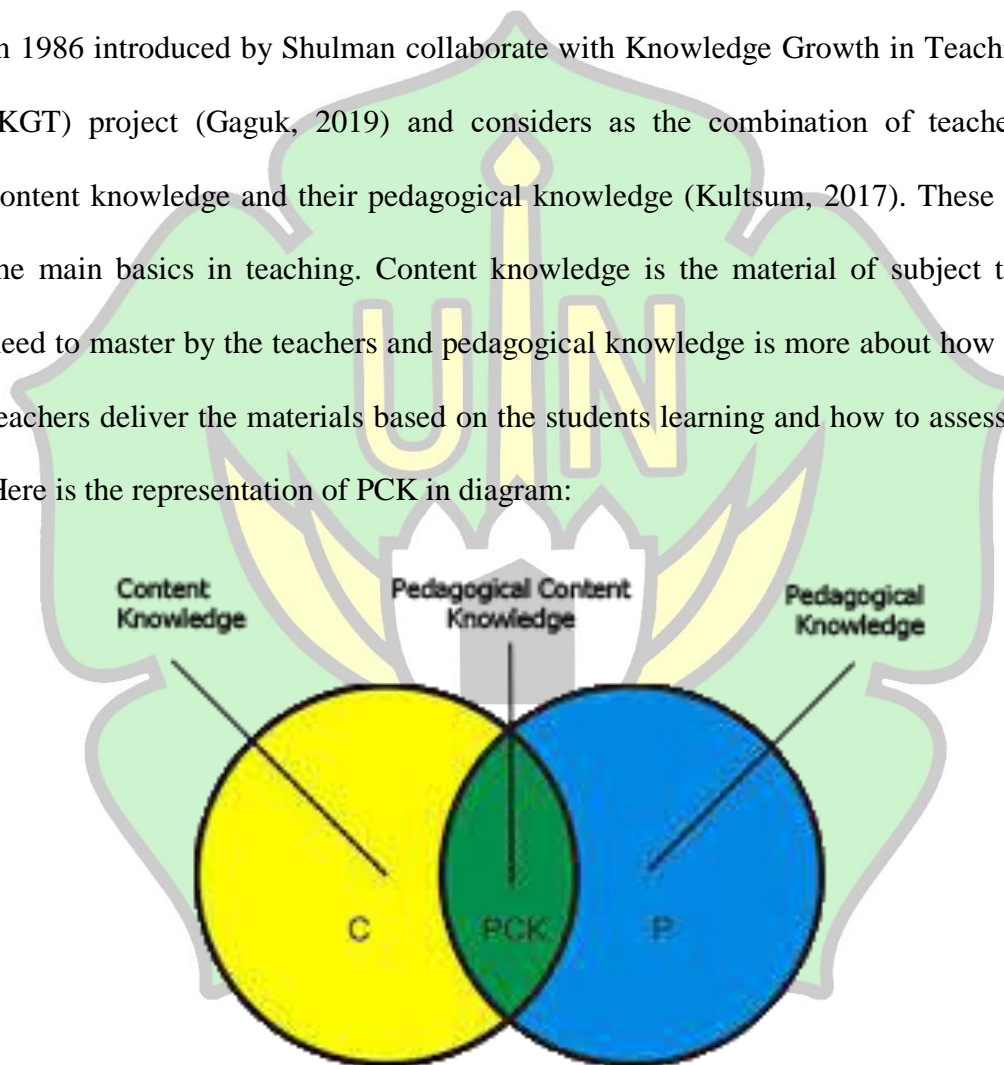 n 1986 introduced by Shulman collaborate with Knowledge Growth in Teachi
KGT) project (Gaguk, 2019) and considers as the combination of teache
ontent knowledge and their pedagogical knowledge (Kultsum, 2017). These
he main basics in teaching. Content knowledge is the material of subject t
eed to master by the teachers and pedagogical knowledge is more about how
eachers deliver the materials based on the students learning and how to assess
Here is the representation of PCK in diagram:
UIN
Content
Knowledge
Pedagogical Content
Knowledge
Pedagogical
Knowledge
C
PCK
P